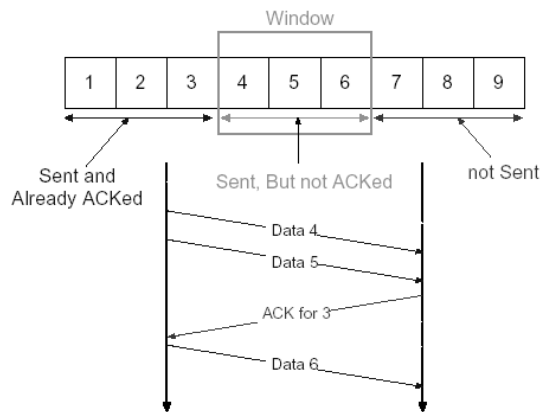 Window
1 2 3 4 5 6 7 8 9
Sent and
Already ACKed
Sent, But not ACKed
not Sent
Data 4
Data 5
ACK for 3
Data 6